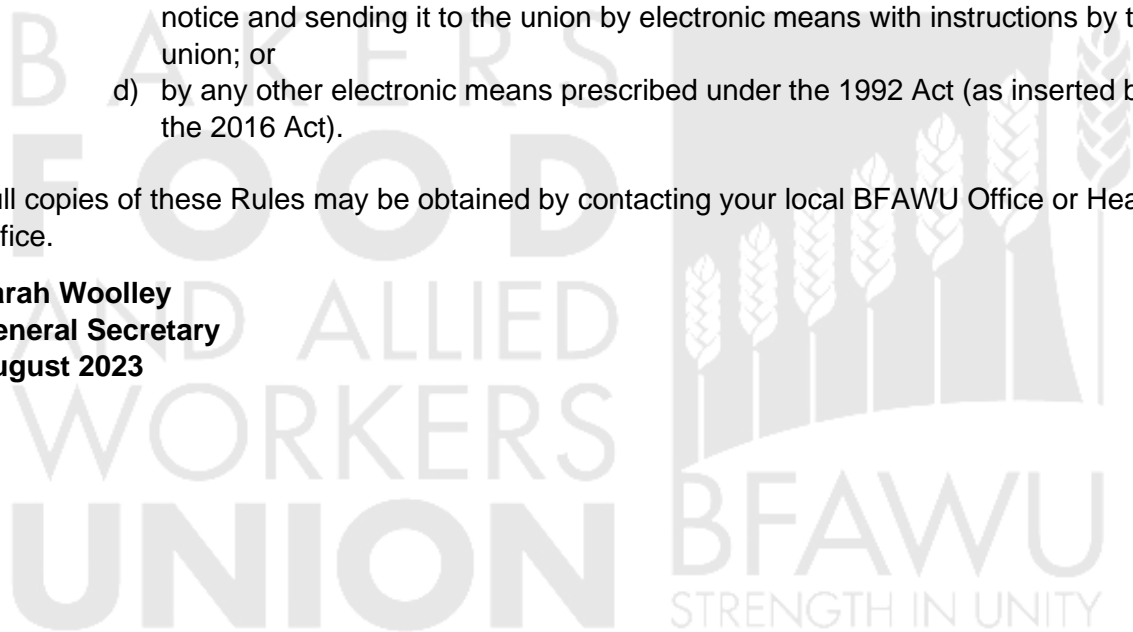 notice and sending it to the union by electronic means with instructions by t
union; or
d) by any other electronic means prescribed under the 1992 Act (as inserted b
the 2016 Act).
ull copies of these Rules may be obtained by contacting your local BFAWU Office or Hea
fice.
arah Woolley
eneral Secretary
ugust 2023
BAKERS
FOOD
AND ALLIED
WORKERS
UNION
BFAWU
STRENGTH IN UNITY